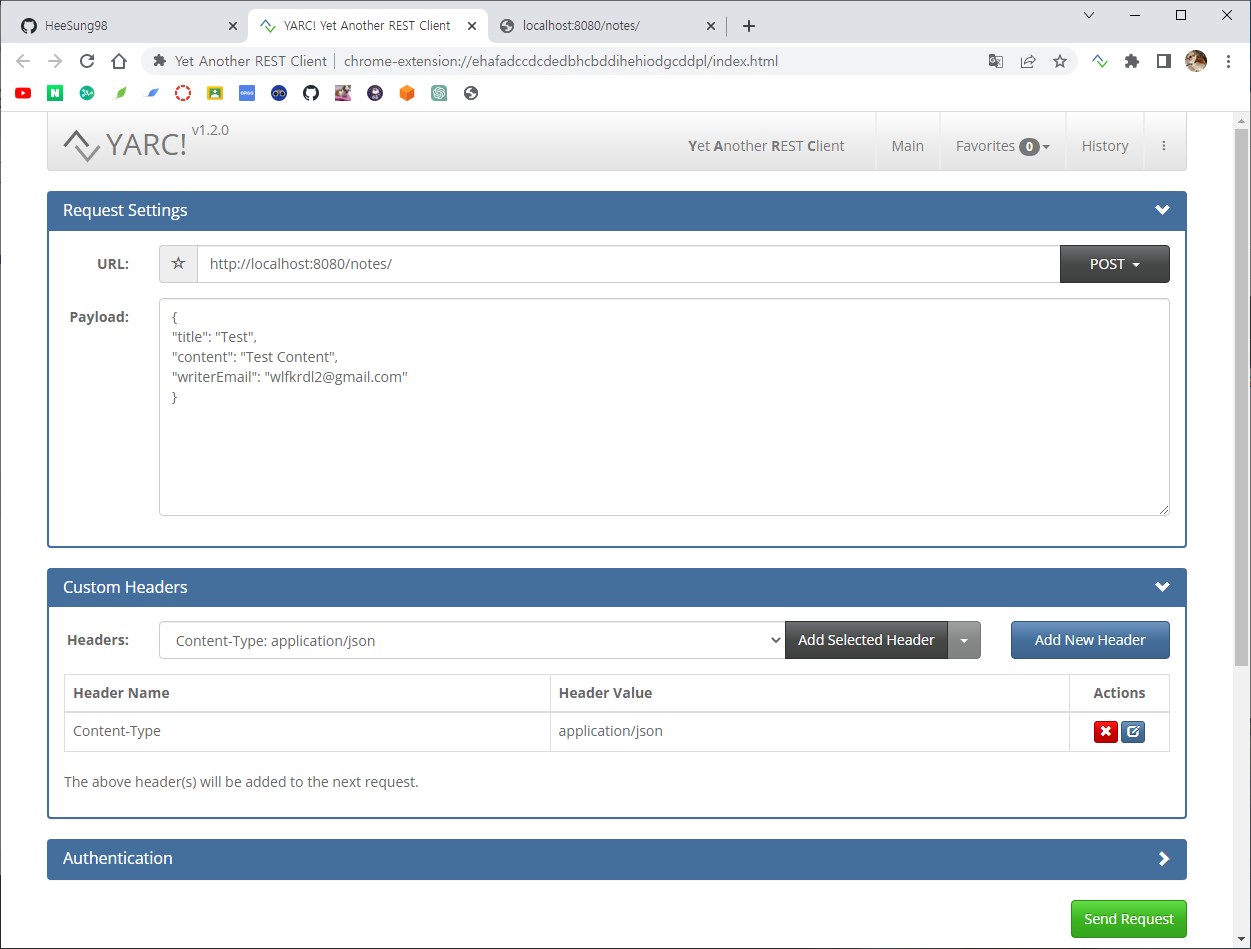 HeeSung98
YARC! Yet Another REST Client
localhost:8080/notes/
Yet Another REST Client | chrome-extension://ehafadccdcdedbhcbddihehiodgcddpl/index.html
YARC! v1.2.0
Yet Another REST Client
Main
Favorites 0
History
Request Settings
URL:
http://localhost:8080/notes/
POST
Payload:
{
"title": "Test",
"content": "Test Content",
"writerEmail": "wlfkrdl2@gmail.com"
}
Custom Headers
Headers:
Content-Type: application/json
Add Selected Header
Add New Header
Header Name
Header Value
Actions
Content-Type
application/json
The above header(s) will be added to the next request.
Authentication
Send Request